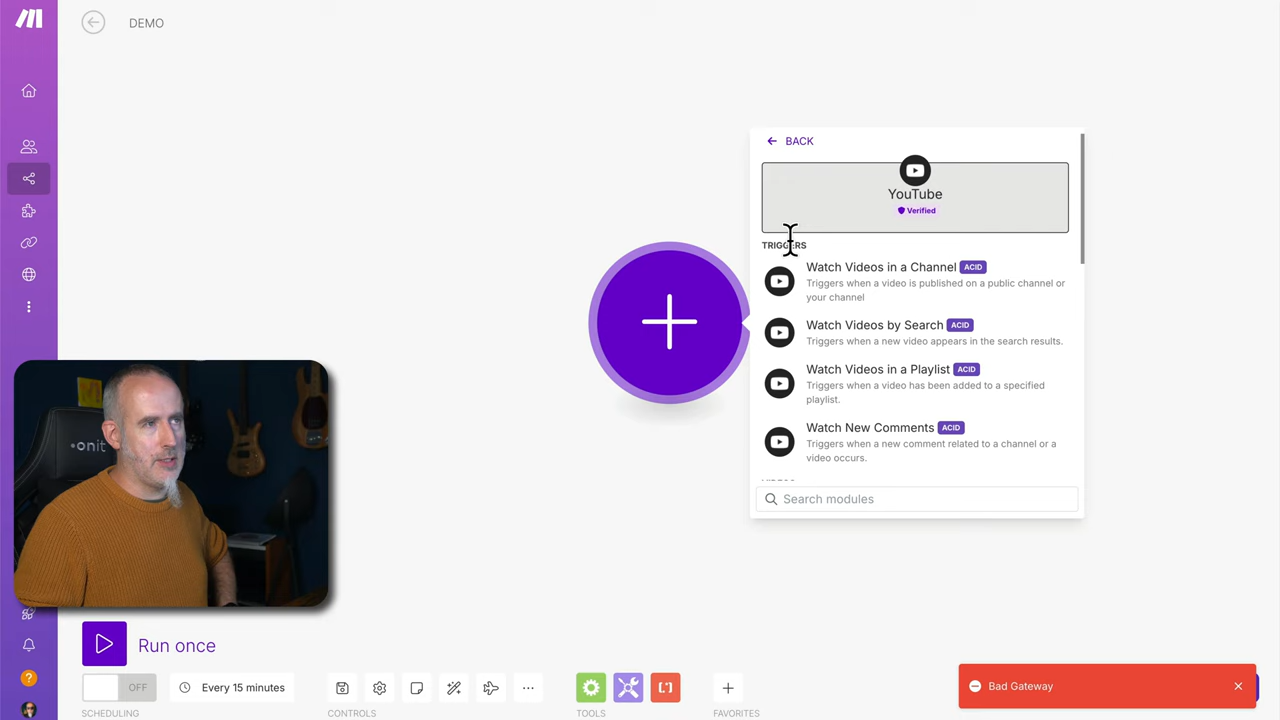 DEMO
BACK
YouTube
Verified
TRIGGERS
Watch Videos in a Channel ACID
Triggers when a video is published on a public channel or
your channel
Watch Videos by Search ACID
Triggers when a new video appears in the search results.
Watch Videos in a Playlist ACID
Triggers when a video has been added to a specified
playlist.
Watch New Comments ACID
Triggers when a new comment related to a channel or a
video occurs.
Search modules
onit
Run once
OFF
Every 15 minutes
SCHEDULING
CONTROLS
TOOLS
FAVORITES
Bad Gateway